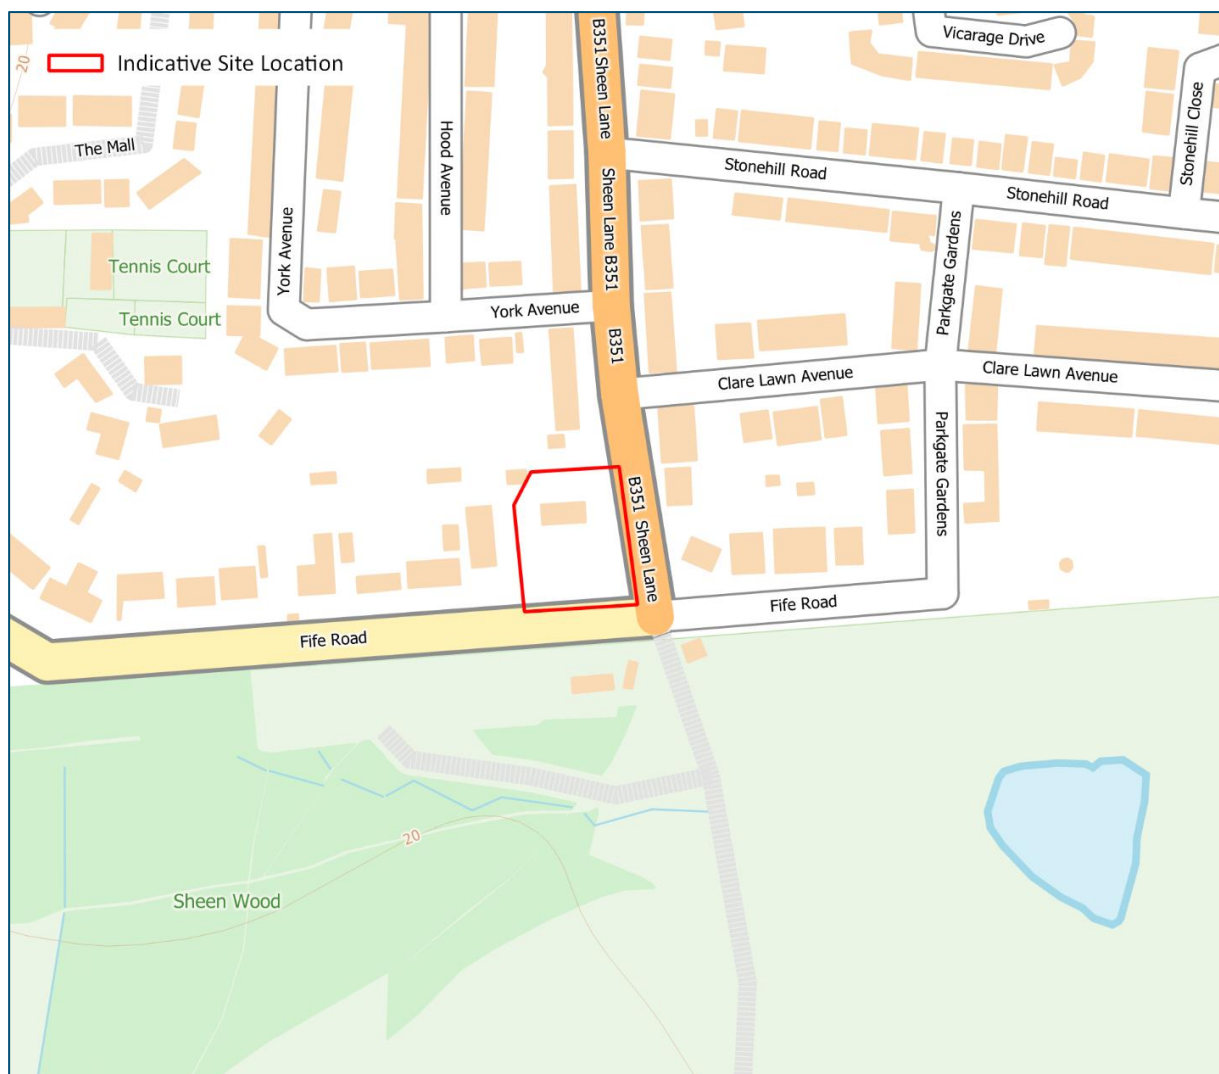 Vicarage Drive
B351 Sheen Lane
20
Indicative Site Location
The Mall
Hood Avenue
Stonehill Close
Stonehill Road
Stonehill Road
Sheen Lane B351
York Avenue
Parkgate Gardens
Tennis Court
Tennis Court
York Avenue
B351
Clare Lawn Avenue
Clare Lawn Avenue
Parkgate Gardens
B351 Sheen Lane
Fife Road
Fife Road
20
Sheen Wood